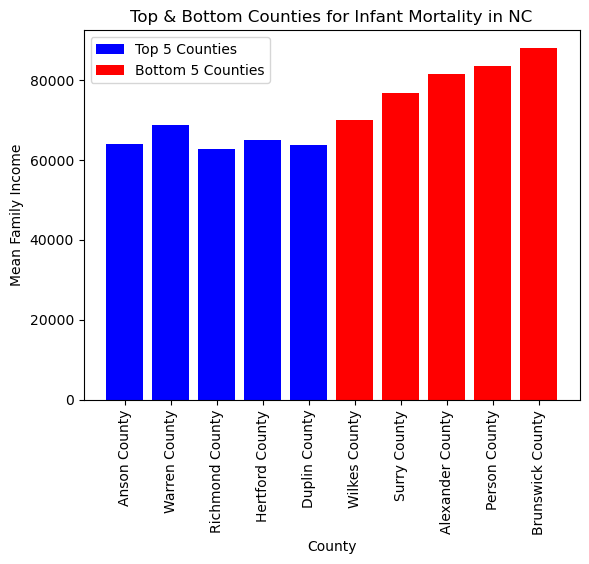 Top & Bottom Counties for Infant Mortality in NC
Top 5 Counties
Bottom 5 Counties
Mean Family Income
80000
60000
40000
20000
0
Anson County
Warren County
Richmond County
Hertford County
Duplin County
Wilkes County
Surry County
Alexander County
Person County
Brunswick County
County